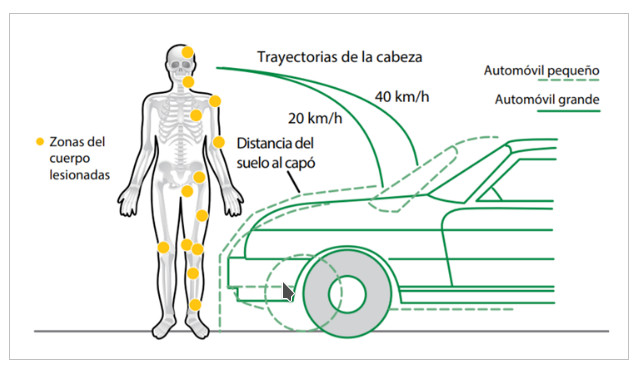 Trayectorias de la cabeza
Automóvil pequeño
40 km/h
Automóvil grande
20 km/h
Zonas del
cuerpo
lesionadas
Distancia del
suelo al capó